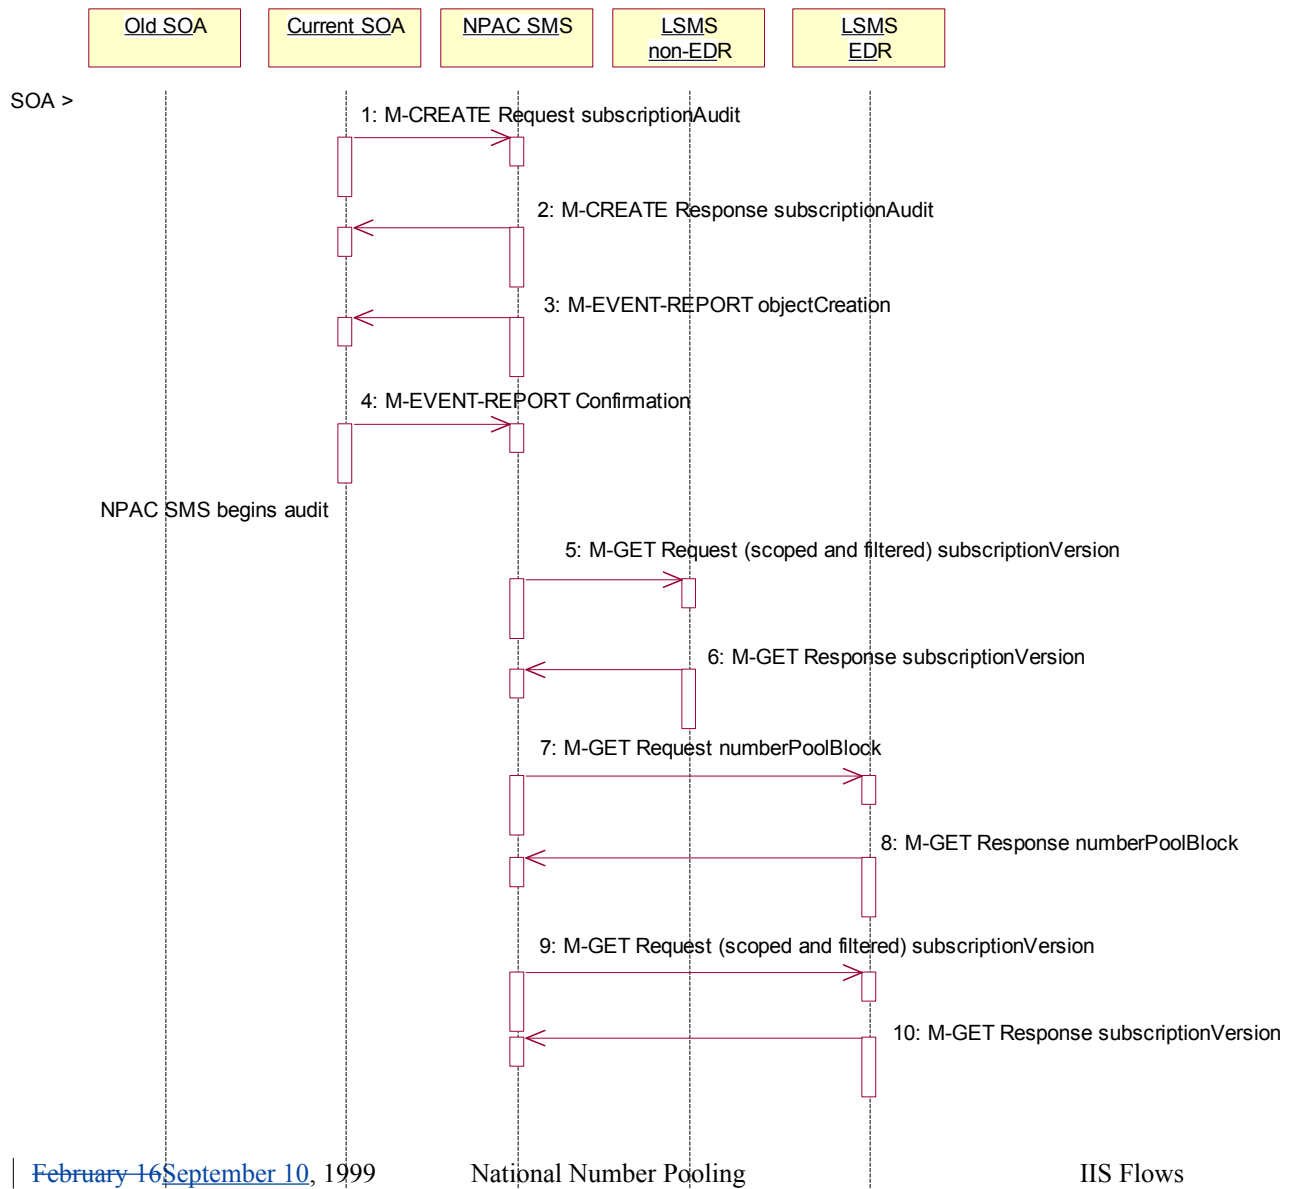 Old SOA
Current SOA
NPAC SMS
LSMS
non-EDR
LSMS
EDR
SOA >
1: M-CREATE Request subscriptionAudit
2: M-CREATE Response subscriptionAudit
3: M-EVENT-REPORT objectCreation
4: M-EVENT-REPORT Confirmation
NPAC SMS begins audit
5: M-GET Request (scoped and filtered) subscriptionVersion
6: M-GET Response subscriptionVersion
7: M-GET Request numberPoolBlock
8: M-GET Response numberPoolBlock
9: M-GET Request (scoped and filtered) subscriptionVersion
10: M-GET Response subscriptionVersion
February 16September 10, 1999 National Number Pooling IIS Flows